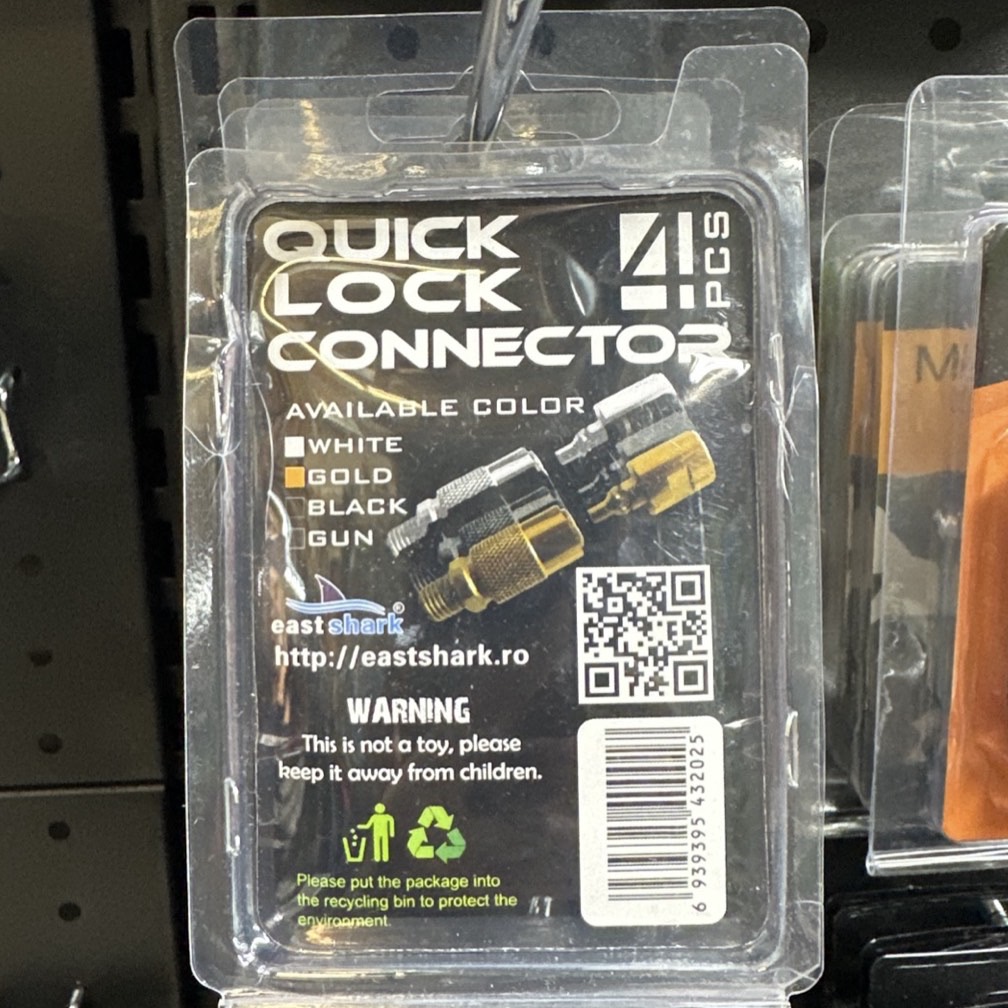 QUICK
LOCK
CONNECTOR
4 PCS
AVAILABLE COLOR
WHITE
GOLD
BLACK
GUN
eastshark®
http://eastshark.ro
WARNING
This is not a toy, please
keep it away from children.
Please put the package into
the recycling bin to protect the
environment.
6 939395 432025